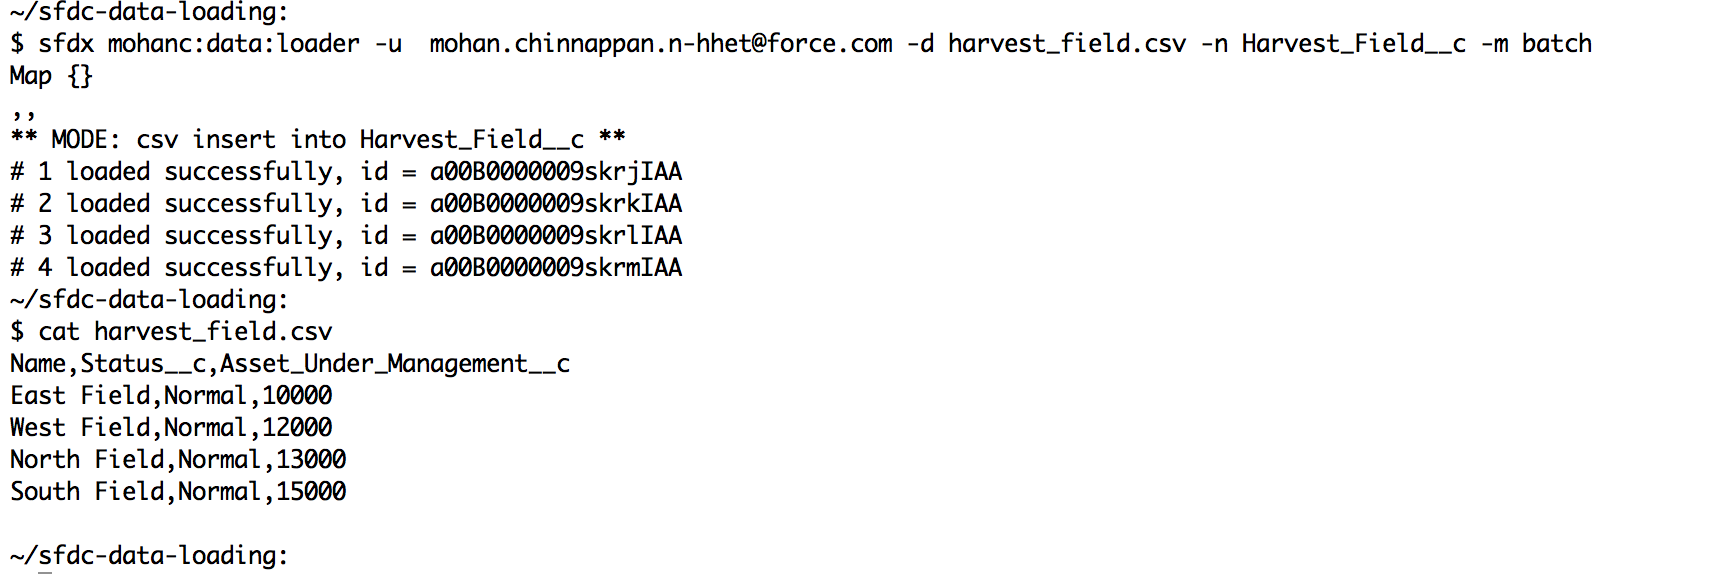 ~/sfdc-data-loading:
$ sfdx mohanc:data:loader -u  mohan.chinnappan.n-hhet@force.com -d harvest_field.csv -n Harvest_Field__c -m batch
Map {}
,,
** MODE: csv insert into Harvest_Field__c **
# 1 loaded successfully, id = a00B0000009skrjIAA
# 2 loaded successfully, id = a00B0000009skrkIAA
# 3 loaded successfully, id = a00B0000009skrlIAA
# 4 loaded successfully, id = a00B0000009skrmIAA
~/sfdc-data-loading:
$ cat harvest_field.csv
Name,Status__c,Asset_Under_Management__c
East Field,Normal,10000
West Field,Normal,12000
North Field,Normal,13000
South Field,Normal,15000
~/sfdc-data-loading: